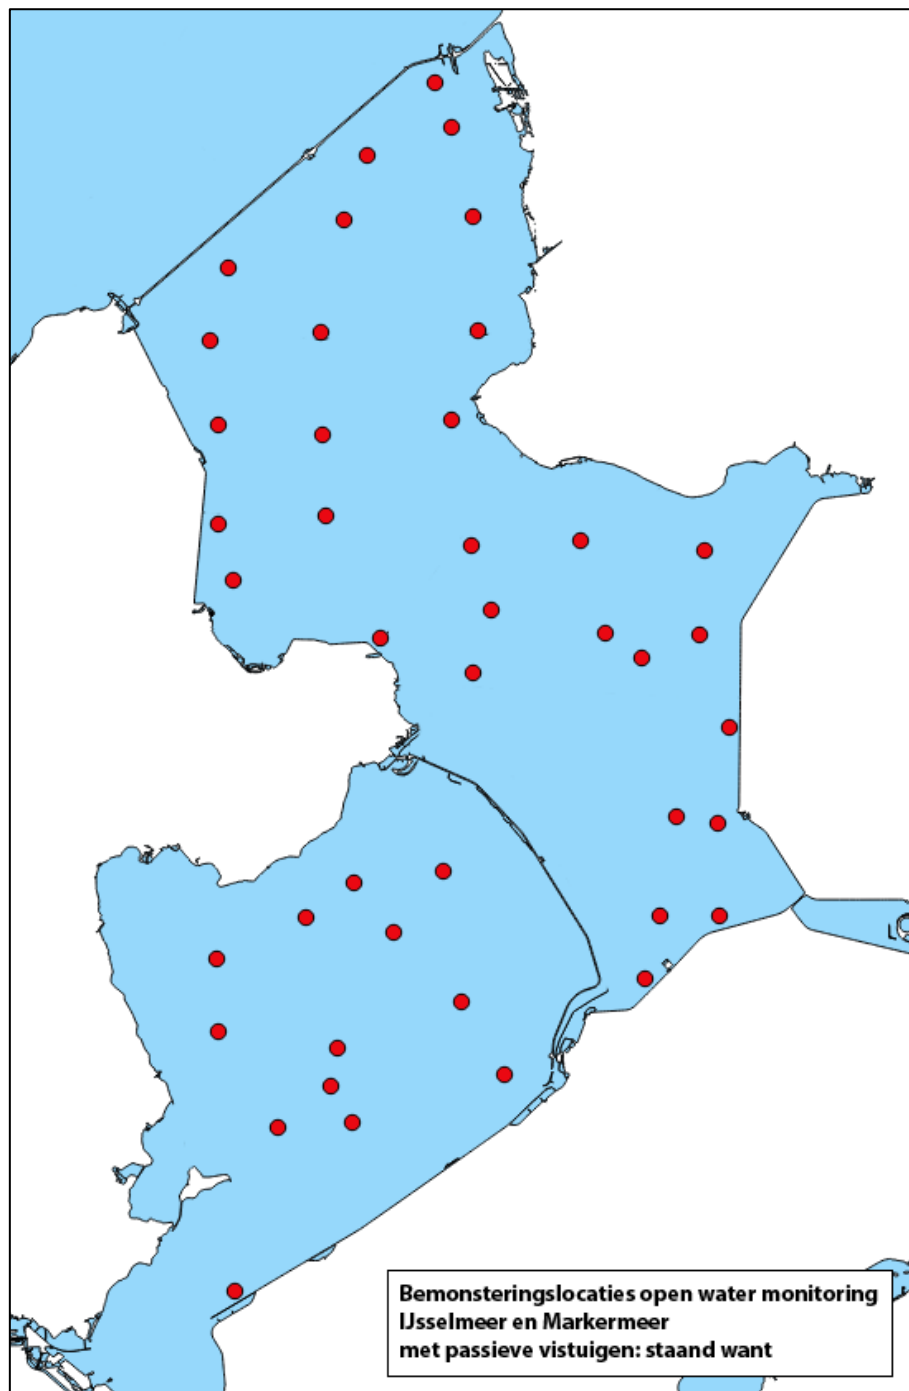 Bemonsteringslocaties open water monitoring
IJsselmeer en Markermeer
met passieve vistuigen: staand want